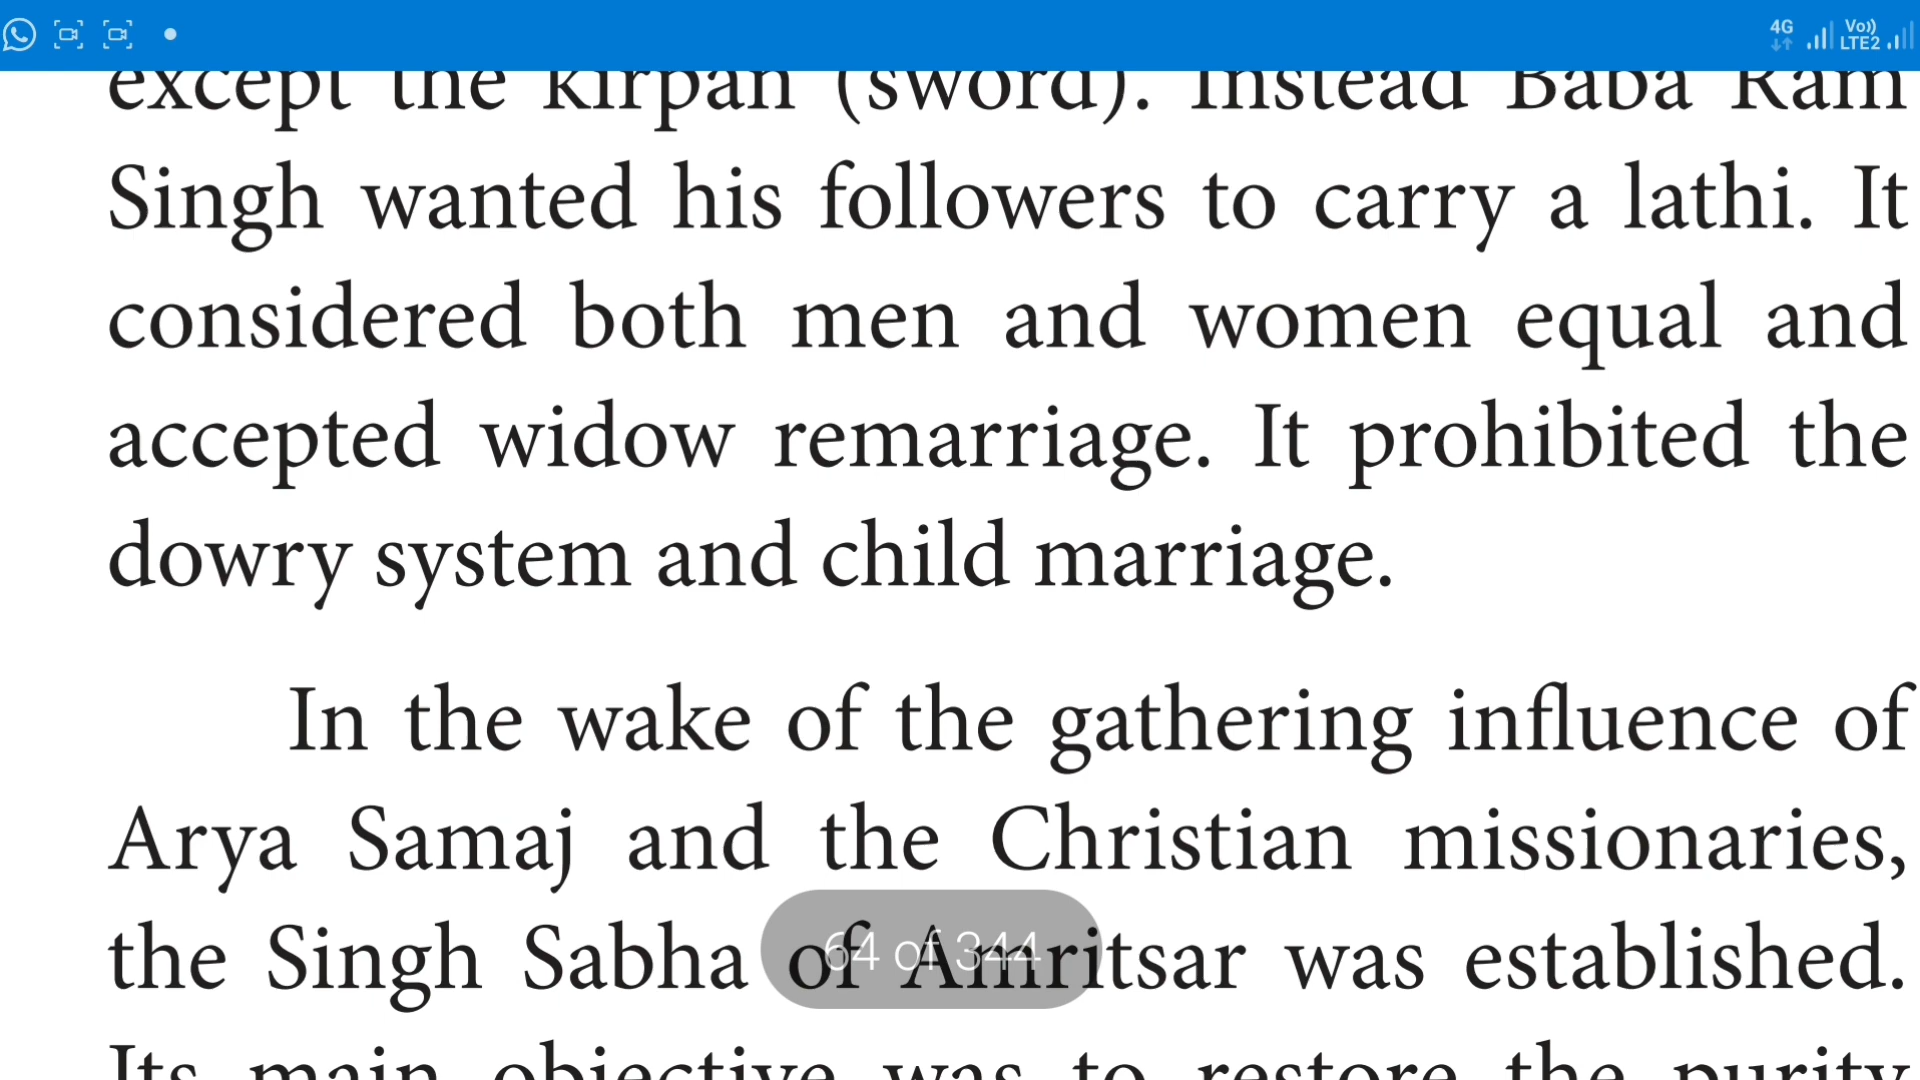 4G Vo)) LTE2
except the kirpan (sword). Instead Baba Ram
Singh wanted his followers to carry a lathi. It
considered both men and women equal and
accepted widow remarriage. It prohibited the
dowry system and child marriage.
In the wake of the gathering influence of
Arya Samaj and the Christian missionaries,
the Singh Sabha of Amritsar was established.
64 of 344
Its main objective was to restore the purity